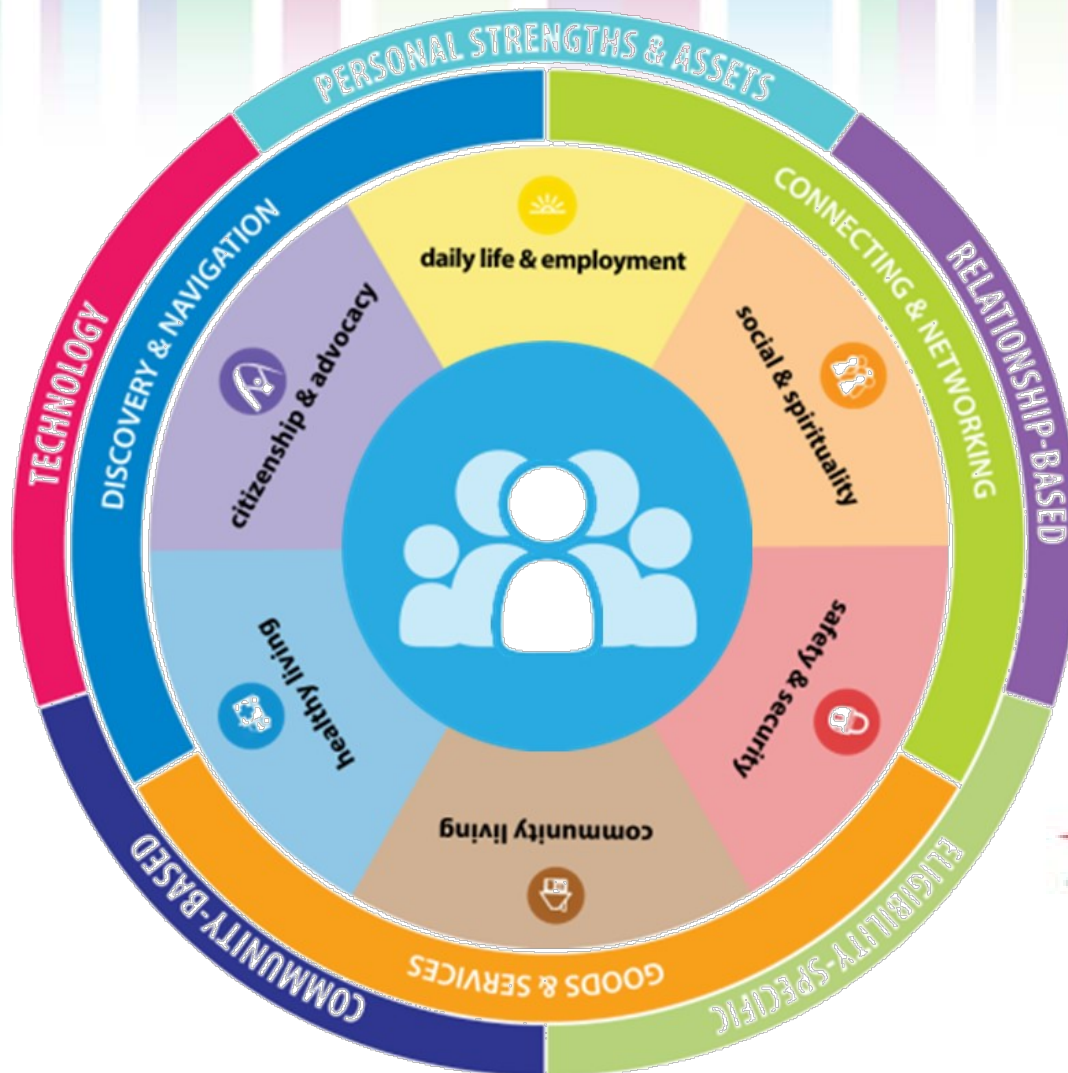 PERSONAL STRENGTHS & ASSETS
RELATIONSHIP-BASED
ELIGIBILITY-SPECIFIC
COMMUNITY-BASED
TECHNOLOGY
DISCOVERY & NAVIGATION
CONNECTING & NETWORKING
GOODS & SERVICES
daily life & employment
social & spirituality
safety & security
community living
healthy living
citizenship & advocacy